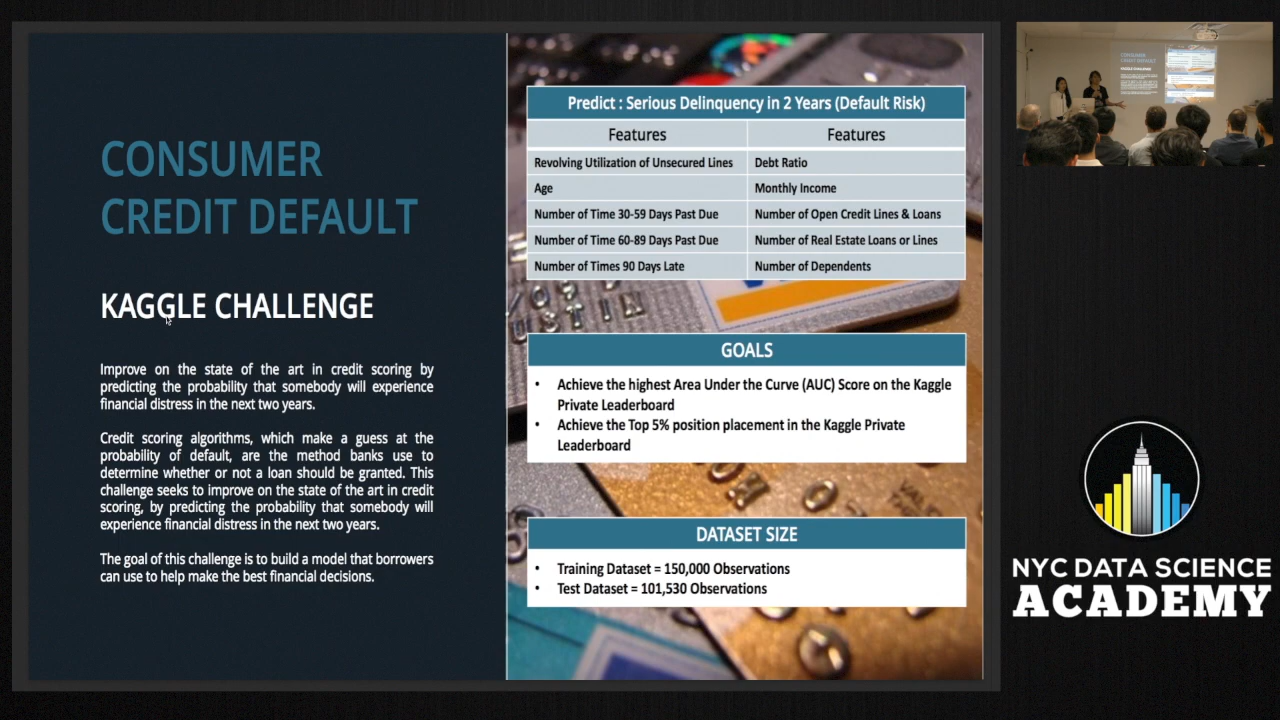 CONSUMER
CREDIT DEFAULT
KAGGLE CHALLENGE
Improve on the state of the art in credit scoring by
predicting the probability that somebody will experience
financial distress in the next two years.
Credit scoring algorithms, which make a guess at the
probability of default, are the method banks use to
determine whether or not a loan should be granted. This
challenge seeks to improve on the state of the art in credit
scoring, by predicting the probability that somebody will
experience financial distress in the next two years.
The goal of this challenge is to build a model that borrowers
can use to help make the best financial decisions.
Predict : Serious Delinquency in 2 Years (Default Risk)
Features Features
Revolving Utilization of Unsecured Lines Debt Ratio
Age Monthly Income
Number of Time 30-59 Days Past Due Number of Open Credit Lines & Loans
Number of Time 60-89 Days Past Due Number of Real Estate Loans or Lines
Number of Times 90 Days Late Number of Dependents
GOALS
• Achieve the highest Area Under the Curve (AUC) Score on the Kaggle
Private Leaderboard
• Achieve the Top 5% position placement in the Kaggle Private
Leaderboard
DATASET SIZE
• Training Dataset = 150,000 Observations
• Test Dataset = 101,530 Observations
CONSUMER
CREDIT DEFAULT
KAGGLE CHALLENGE
NYC DATA SCIENCE
ACADEMY